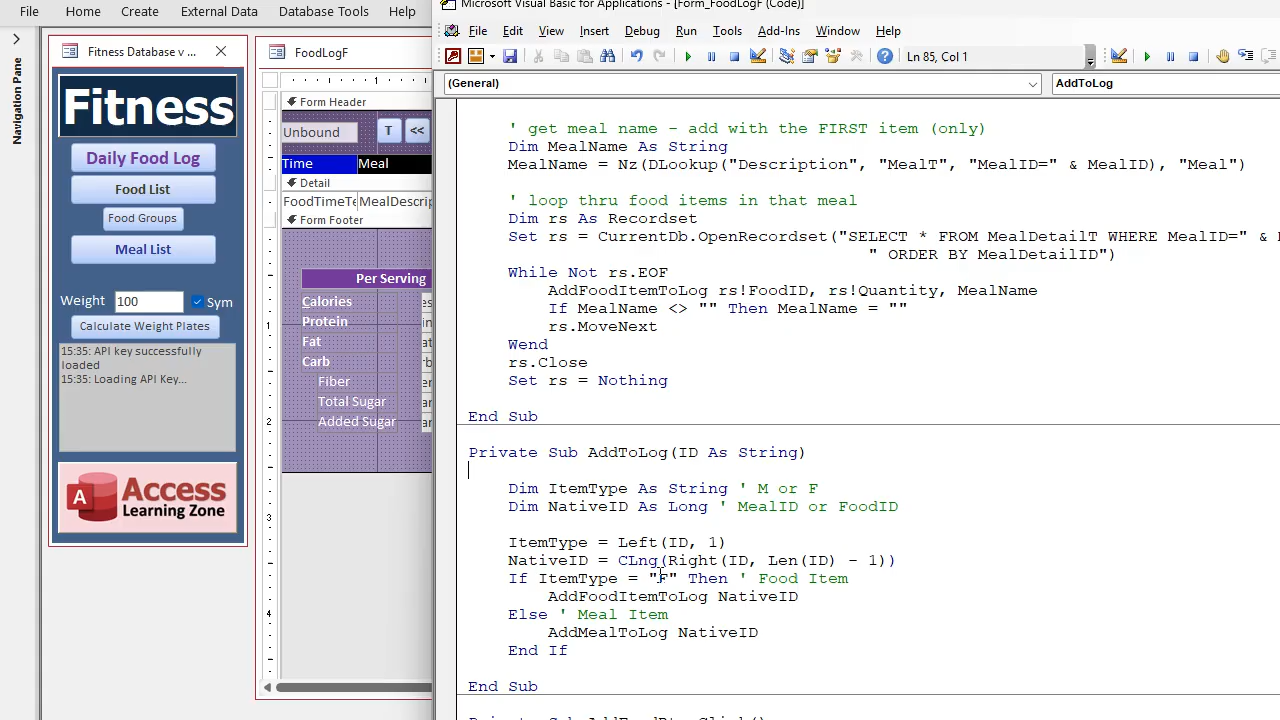 File Home Create External Data Database Tools Help
Navigation Pane
Fitness Database v ...
Fitness
Daily Food Log
Food List
Food Groups
Meal List
Weight 100 Sym
Calculate Weight Plates
15:35: API key successfully
loaded
15:35: Loading API Key...
Access
Learning Zone
FoodLogF
1
Form Header
Unbound T <<
Time Meal
Detail
FoodTimeTe MealDescrip
Form Footer
Per Serving
Calories
Protein
Fat
Carb
Fiber
Total Sugar
Added Sugar
1
2
3
4
Microsoft Visual Basic for Applications - [Form_FoodLogF (Code)]
File Edit View Insert Format Debug Run Tools Add-Ins Window Help
Ln 85, Col 1
(General) AddToLog
' get meal name - add with the FIRST item (only)
Dim MealName As String
MealName = Nz(DLookup("Description", "MealT", "MealID=" & MealID), "Meal")
' loop thru food items in that meal
Dim rs As Recordset
Set rs = CurrentDb.OpenRecordset("SELECT * FROM MealDetailT WHERE MealID=" &
" ORDER BY MealDetailID")
While Not rs.EOF
AddFoodItemToLog rs!FoodID, rs!Quantity, MealName
If MealName <> "" Then MealName = ""
rs.MoveNext
Wend
rs.Close
Set rs = Nothing
End Sub
Private Sub AddToLog(ID As String)
Dim ItemType As String ' M or F
Dim NativeID As Long ' MealID or FoodID
ItemType = Left(ID, 1)
NativeID = CLng(Right(ID, Len(ID) - 1))
If ItemType = "F" Then ' Food Item
AddFoodItemToLog NativeID
Else ' Meal Item
AddMealToLog NativeID
End If
End Sub